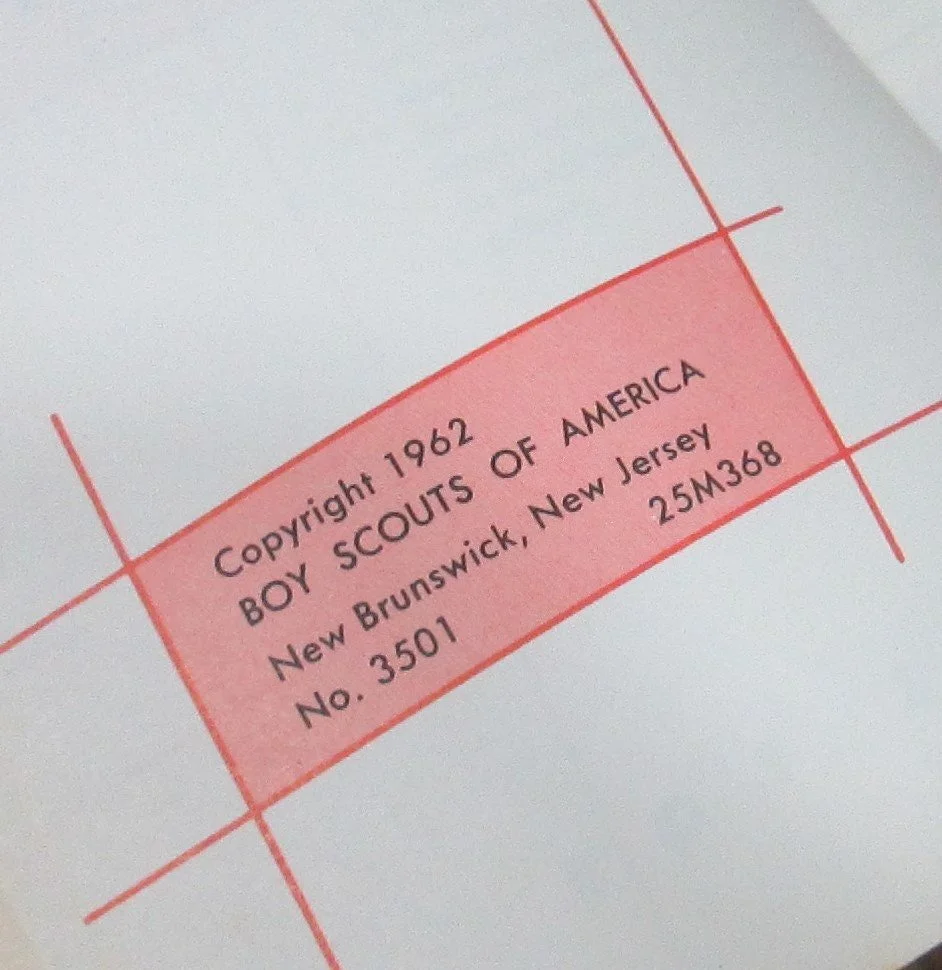 Copyright 1962
BOY SCOUTS OF AMERICA
New Brunswick, New Jersey
No. 3501 25M368